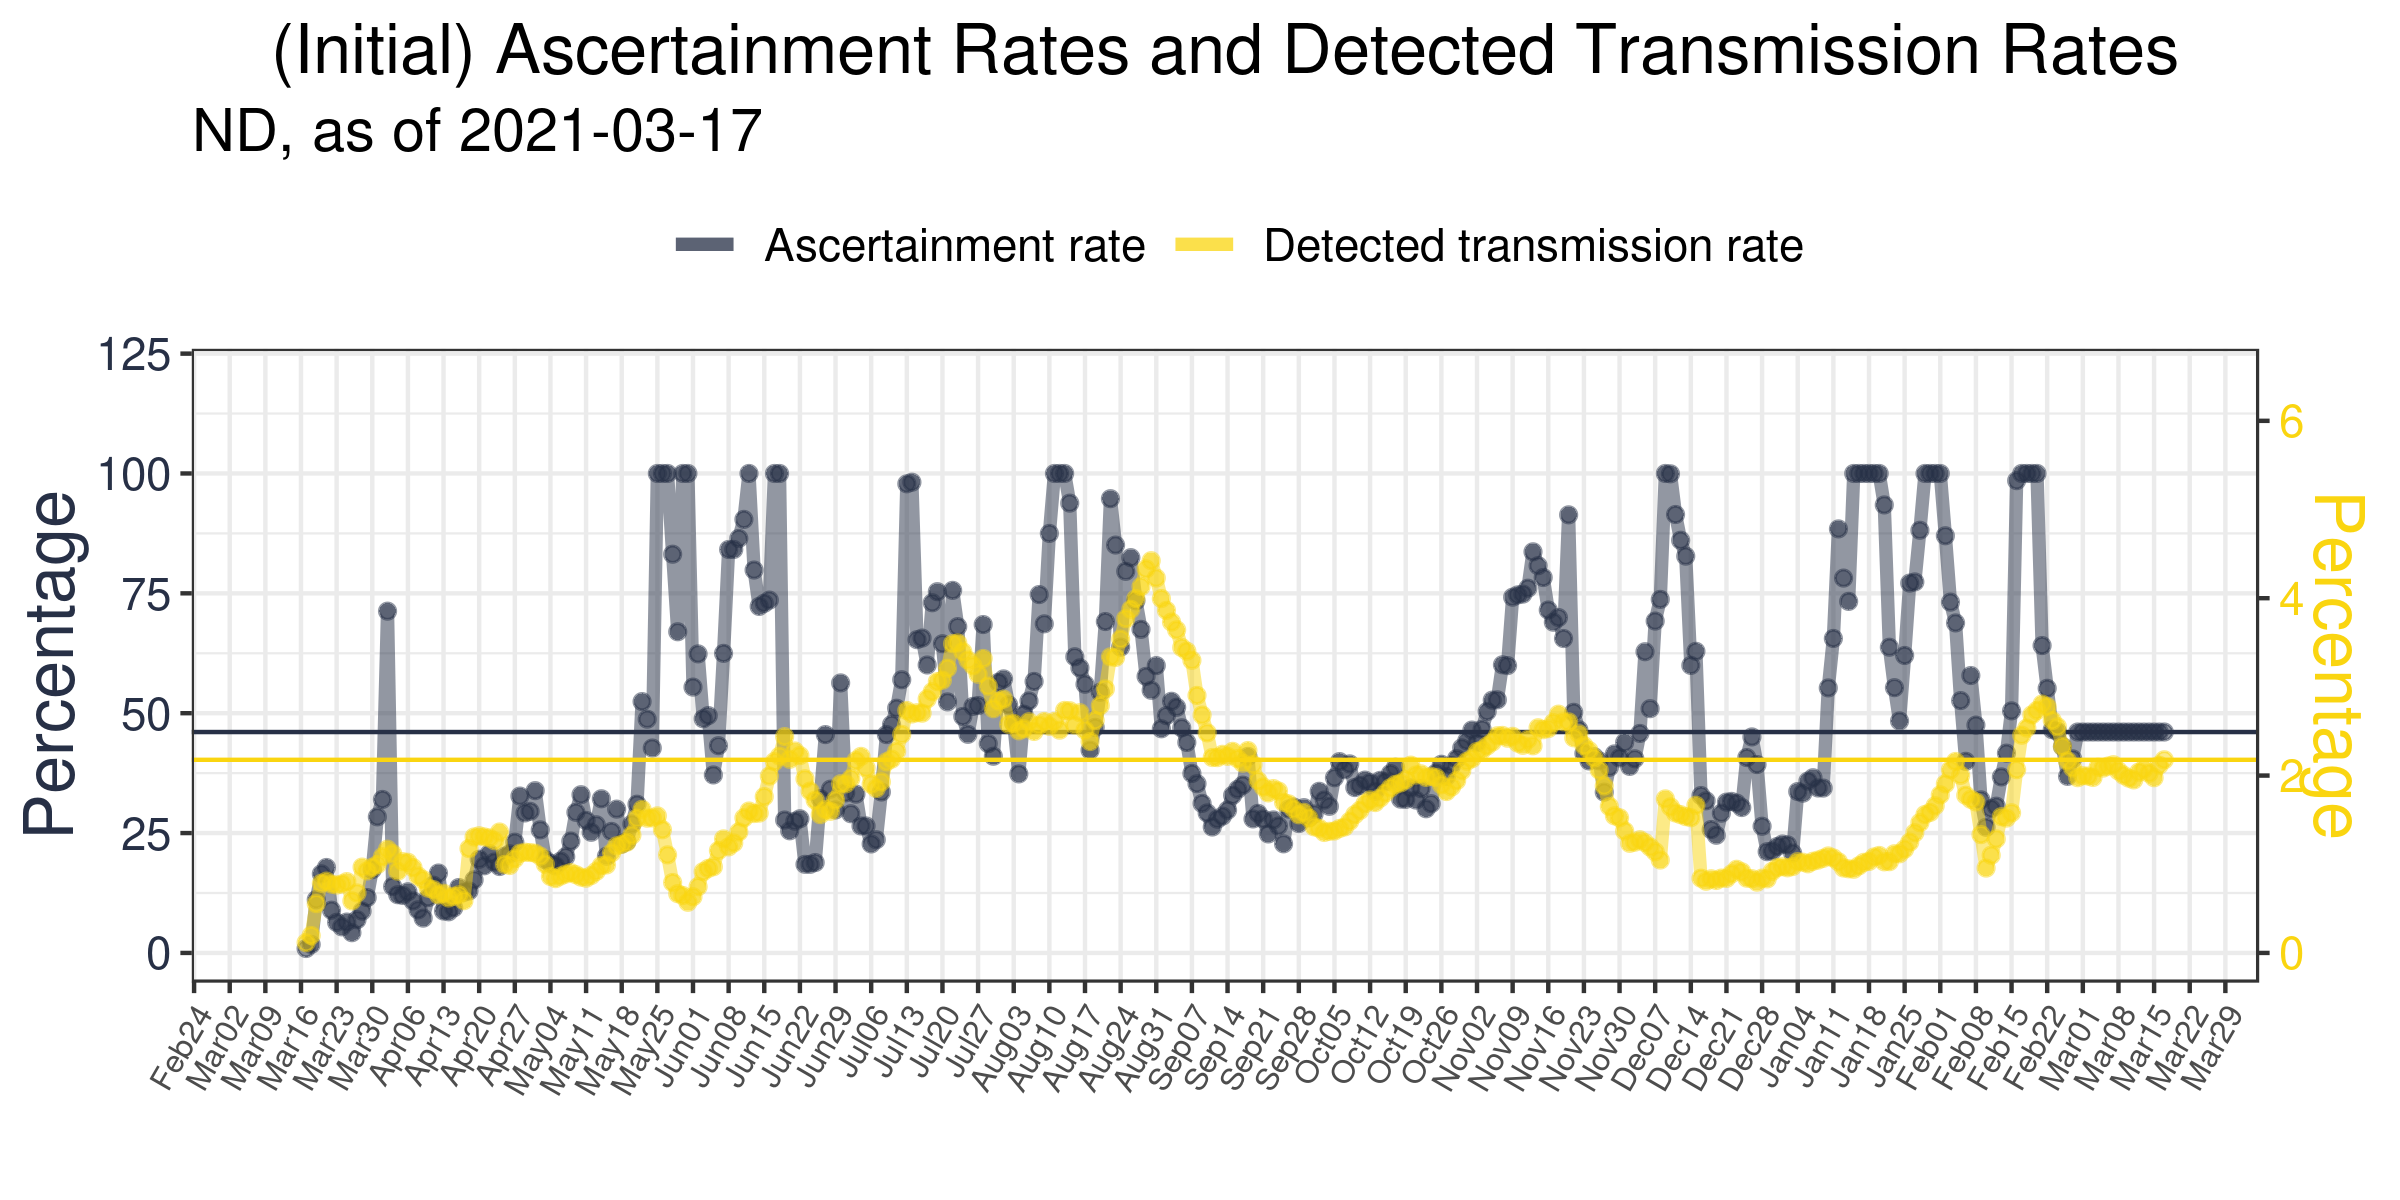 (Initial) Ascertainment Rates and Detected Transmission Rates
ND, as of 2021-03-17
Ascertainment rate
Detected transmission rate
Percentage
125
100
75
50
25
0
6
4
2
0
Percentage
Feb24
Mar02
Mar09
Mar16
Mar23
Mar30
Apr06
Apr13
Apr20
Apr27
May04
May11
May18
May25
Jun01
Jun08
Jun15
Jun22
Jun29
Jul06
Jul13
Jul20
Jul27
Aug03
Aug10
Aug17
Aug24
Aug31
Sep07
Sep14
Sep21
Sep28
Oct05
Oct12
Oct19
Oct26
Nov02
Nov09
Nov16
Nov23
Nov30
Dec07
Dec14
Dec21
Dec28
Jan04
Jan11
Jan18
Jan25
Feb01
Feb08
Feb15
Feb22
Mar01
Mar08
Mar15
Mar22
Mar29